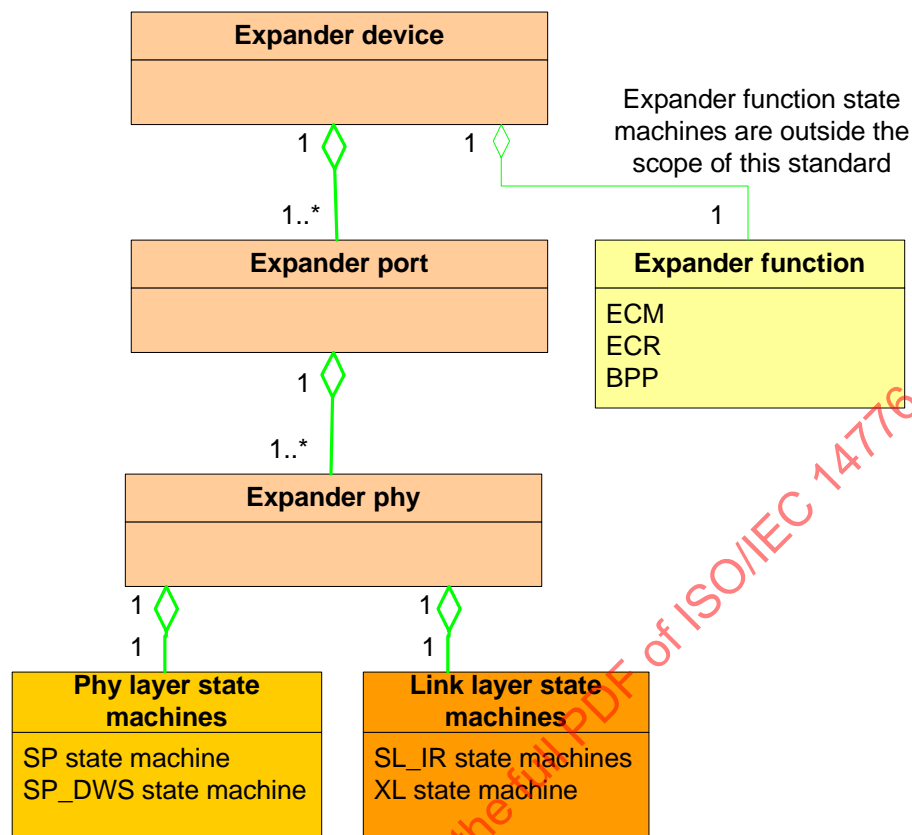 Expander device
Expander function state
machines are outside the
scope of this standard
1
1
1..*
1
Expander port
Expander function
ECM
ECR
BPP
1
1..*
Expander phy
1
1
1
1
Phy layer state
machines
SP state machine
SP_DWS state machine
Link layer state
machines
SL_IR state machines
XL state machine
the full PDF of ISO/IEC 14776